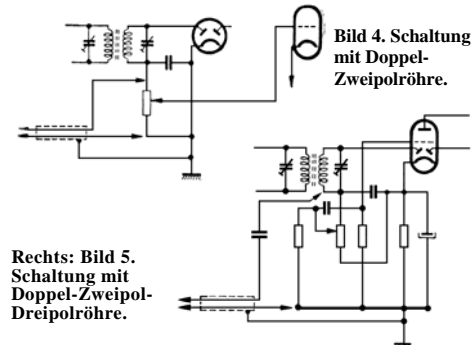 Bild 4. Schaltung
mit Doppel-
Zweipolröhre.
Rechts: Bild 5.
Schaltung mit
Doppel-Zweipol-
Dreipolröhre.